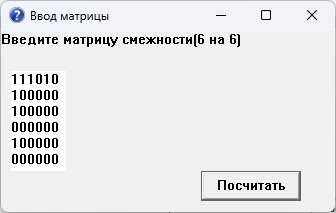 Ввод матрицы
Введите матрицу смежности(6 на 6)
111010
100000
100000
000000
100000
000000
Посчитать